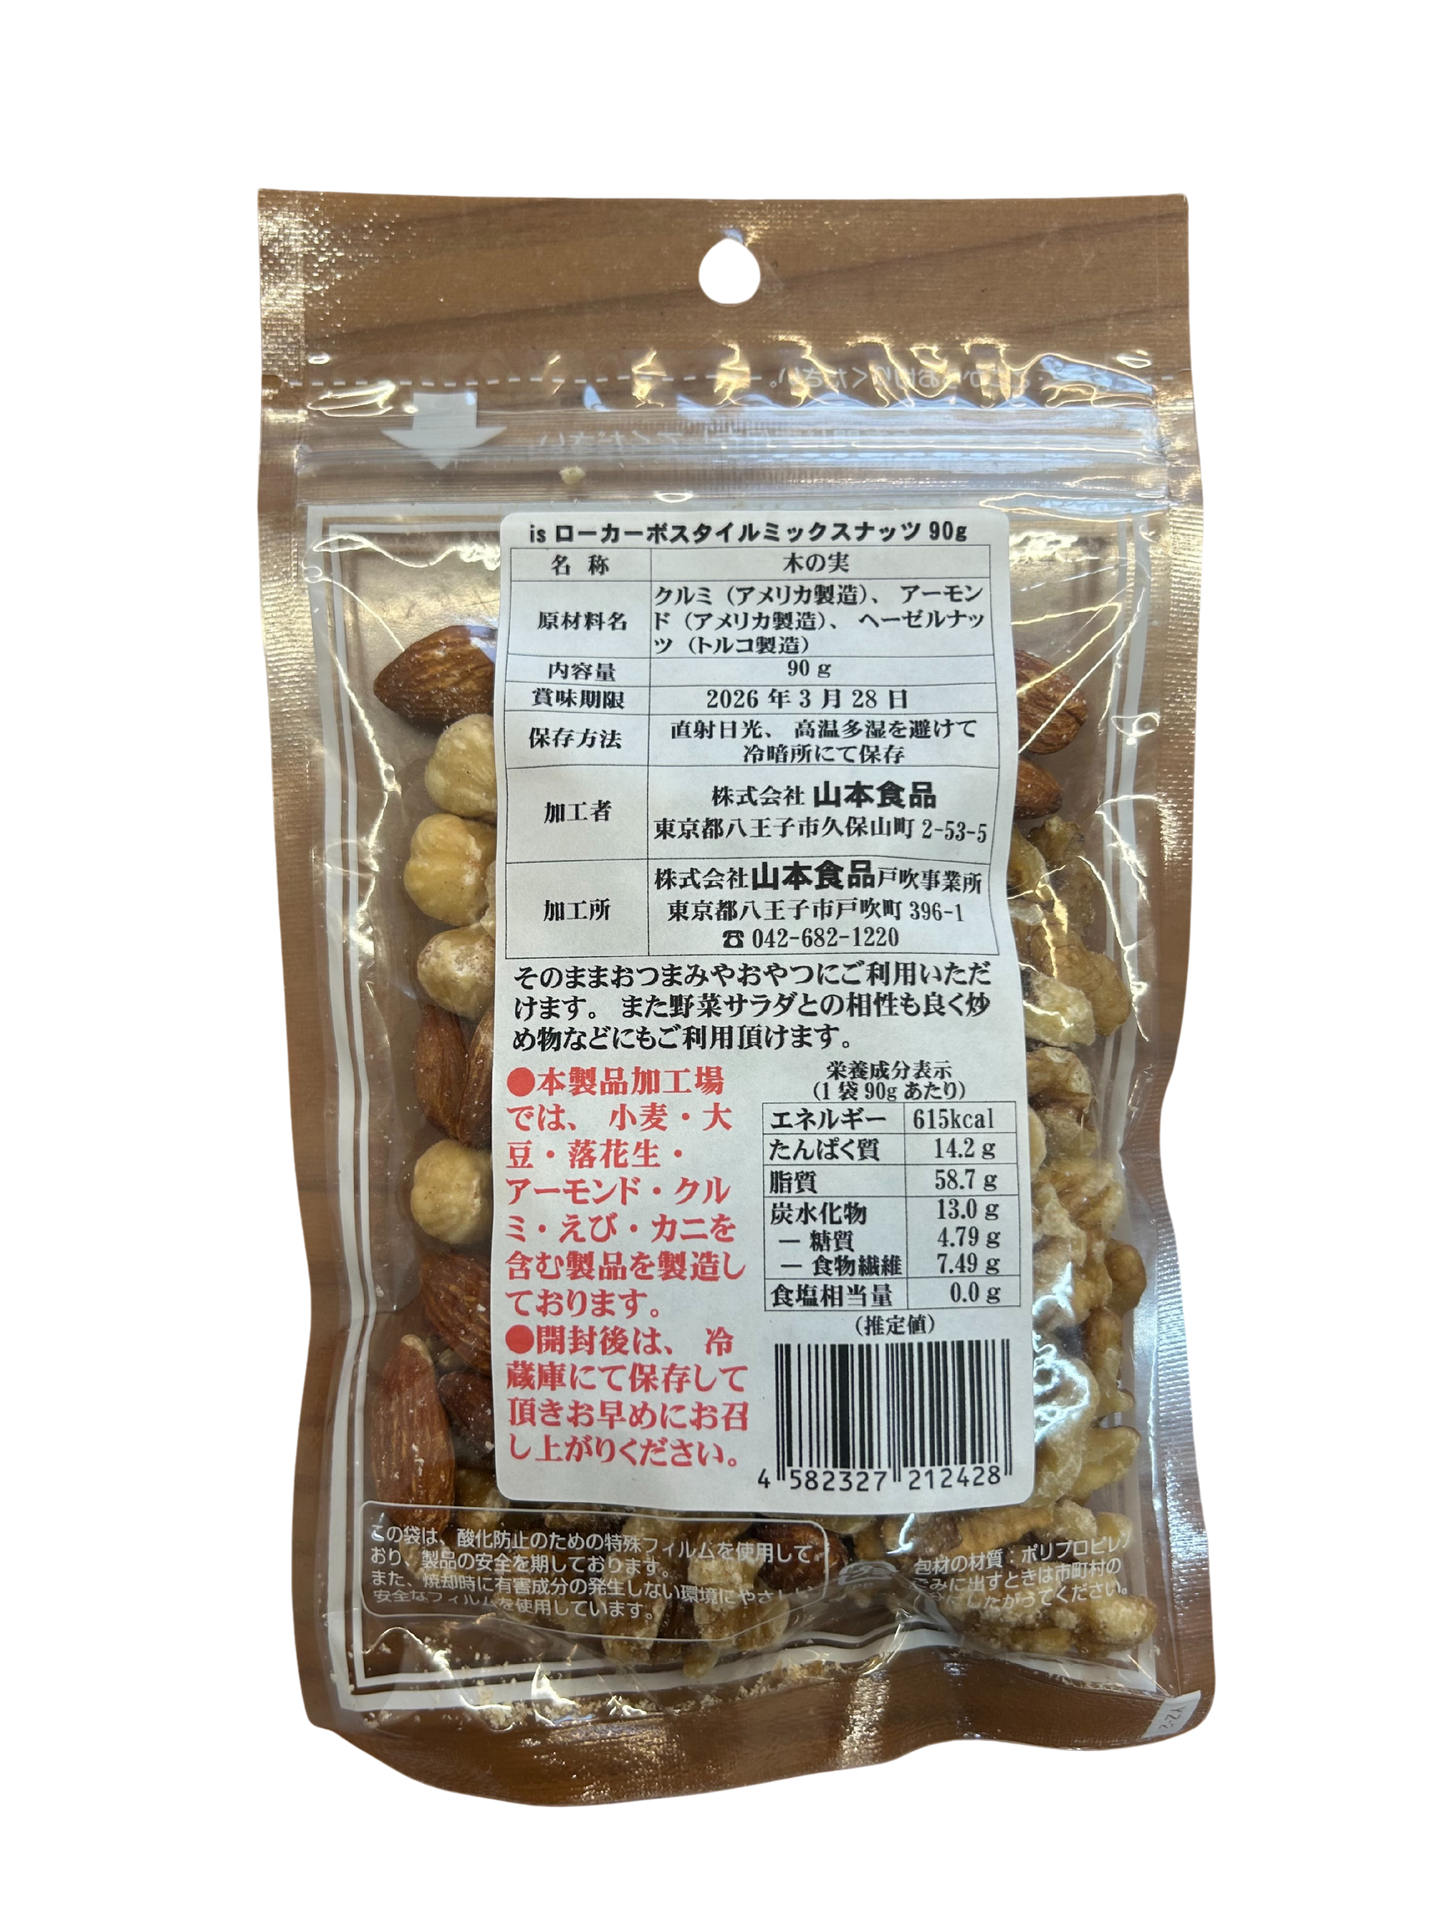 is ローカーボスタイルミックスナッツ 90g
名 称 木の実
原材料名 クルミ（アメリカ製造）、アーモン
ド（アメリカ製造）、ヘーゼルナッ
ツ（トルコ製造）
内容量 90 g
賞味期限 2026 年 3 月 28 日
保存方法 直射日光、高温多湿を避けて
冷暗所にて保存
加工者 株式会社 山本食品
東京都八王子市久保山町 2-53-5
加工所 株式会社山本食品戸吹事業所
東京都八王子市戸吹町 396-1
☎ 042-682-1220
そのままおつまみやおやつにご利用いただ
けます。また野菜サラダとの相性も良く炒
め物などにもご利用頂けます。
●本製品加工場
では、小麦・大
豆・落花生・
アーモンド・クル
ミ・えび・カニを
含む製品を製造し
ております。
●開封後は、冷
蔵庫にて保存して
頂きお早めにお召
し上がりください。
栄養成分表示
（1 袋 90g あたり）
エネルギー 615kcal
たんぱく質 14.2 g
脂質 58.7 g
炭水化物 13.0 g
― 糖質 4.79 g
― 食物繊維 7.49 g
食塩相当量 0.0 g
（推定値）
4 582327 212428
この袋は、酸化防止のための特殊フィルムを使用して
おり、製品の安全を期しております。
また、焼却時に有害成分の発生しない環境にやさしい
安全なフィルムを使用しています。
包材の材質：ポリプロピレン
ごみに出すときは市町村の
にしたがってください。